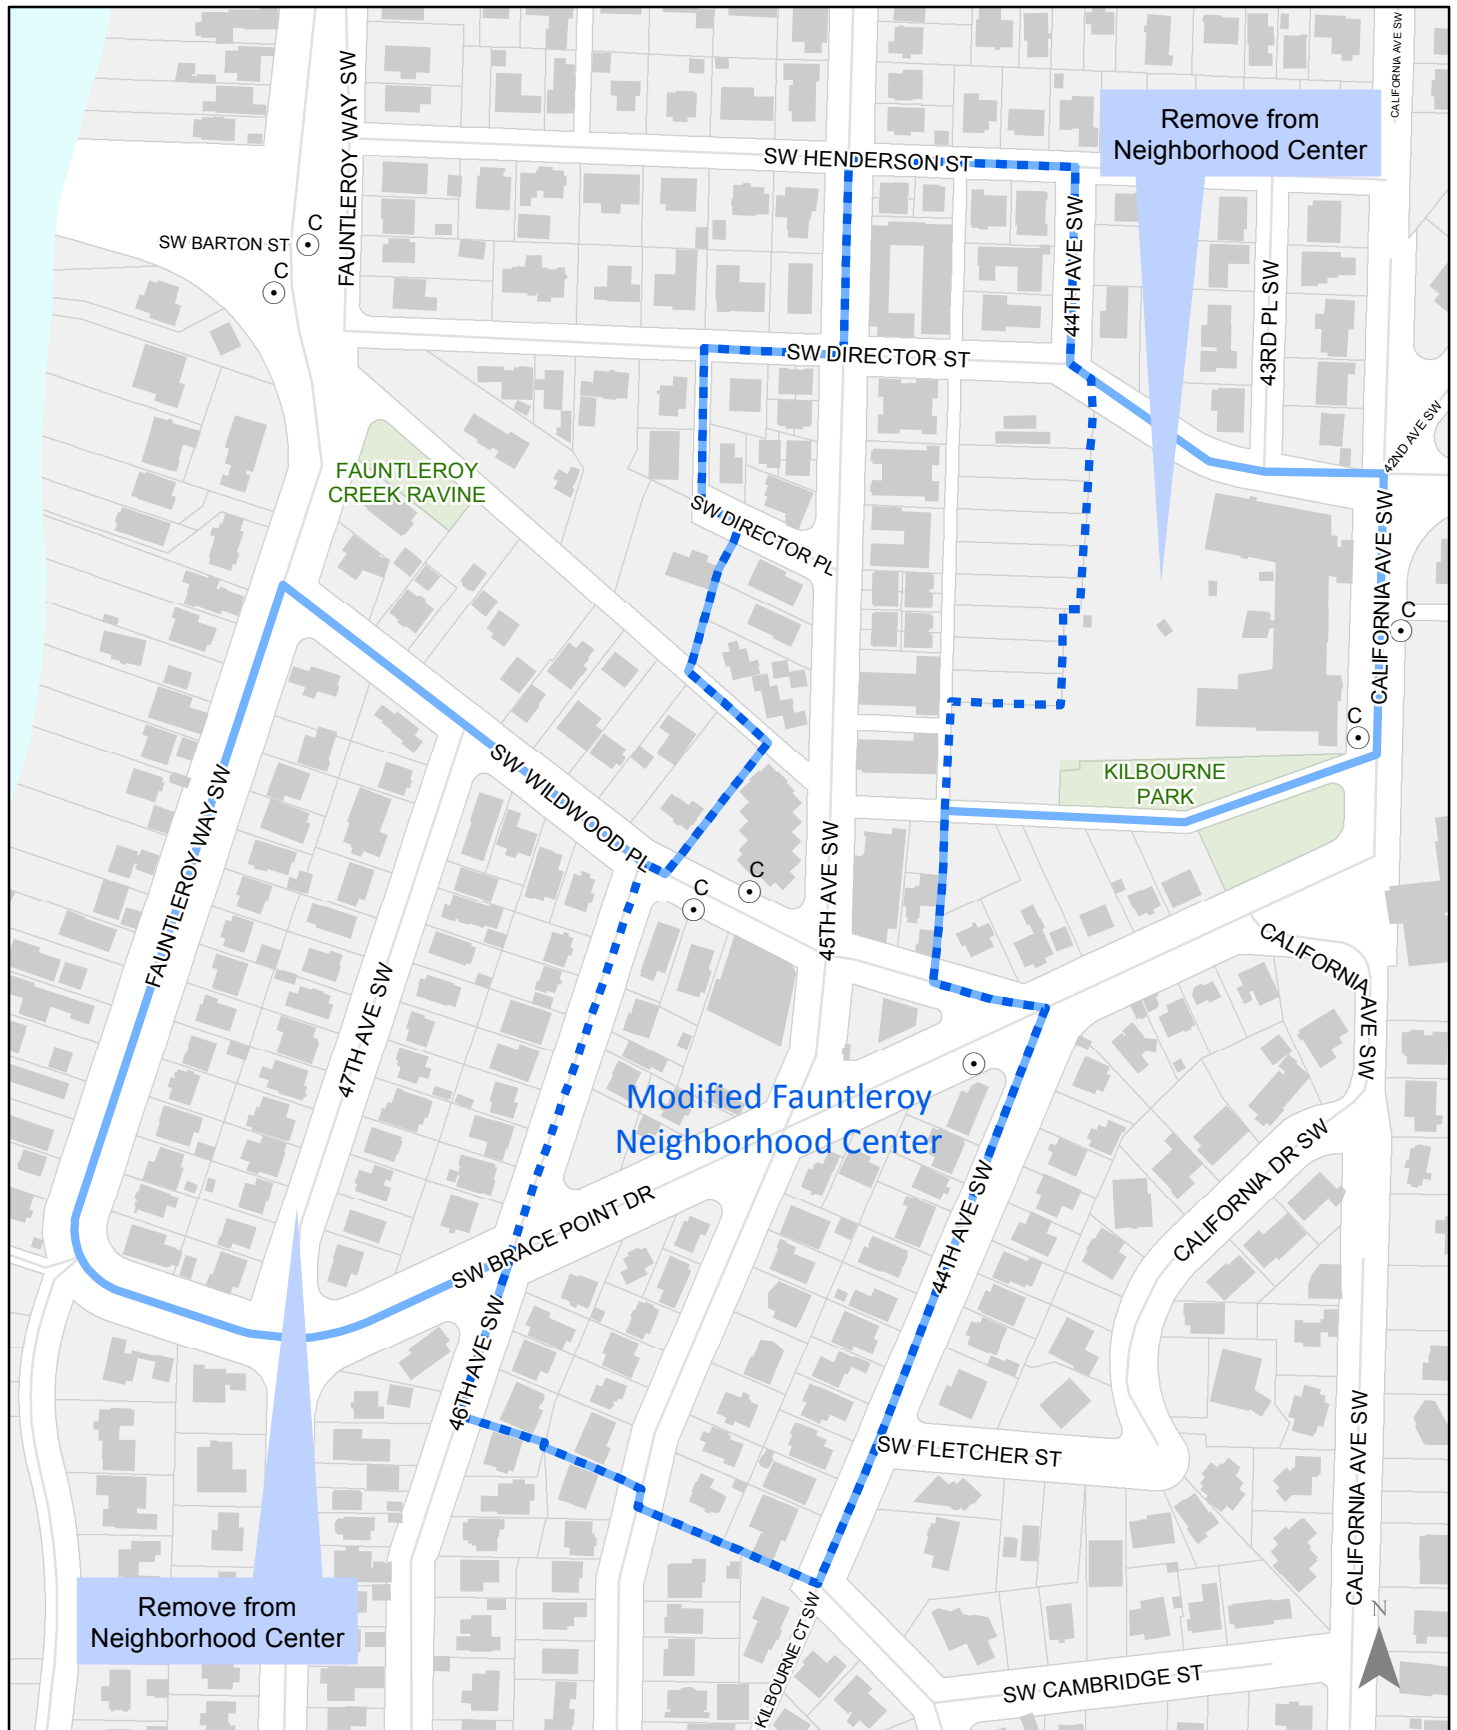 CALIFORNIA AVE SW
FAUNTLEROY WAY SW
Remove from
Neighborhood Center
SW HENDERSON ST
44TH AVE SW
C
SW BARTON ST
C
43RD PL SW
SW DIRECTOR ST
42ND AVE SW
FAUNTLEROY
CREEK RAVINE
SW DIRECTOR PL
CALIFORNIA AVE SW
C
C
SW WILDWOOD PL
KILBOURNE
PARK
FAUNTLEROY WAY SW
45TH AVE SW
C
C
CALIFORNIA AVE SW
47TH AVE SW
Modified Fauntleroy
Neighborhood Center
CALIFORNIA DR SW
SW BRACE POINT DR
44TH AVE SW
46TH AVE SW
SW FLETCHER ST
CALIFORNIA AVE SW
Remove from
Neighborhood Center
KILBOURNE CT SW
N
SW CAMBRIDGE ST